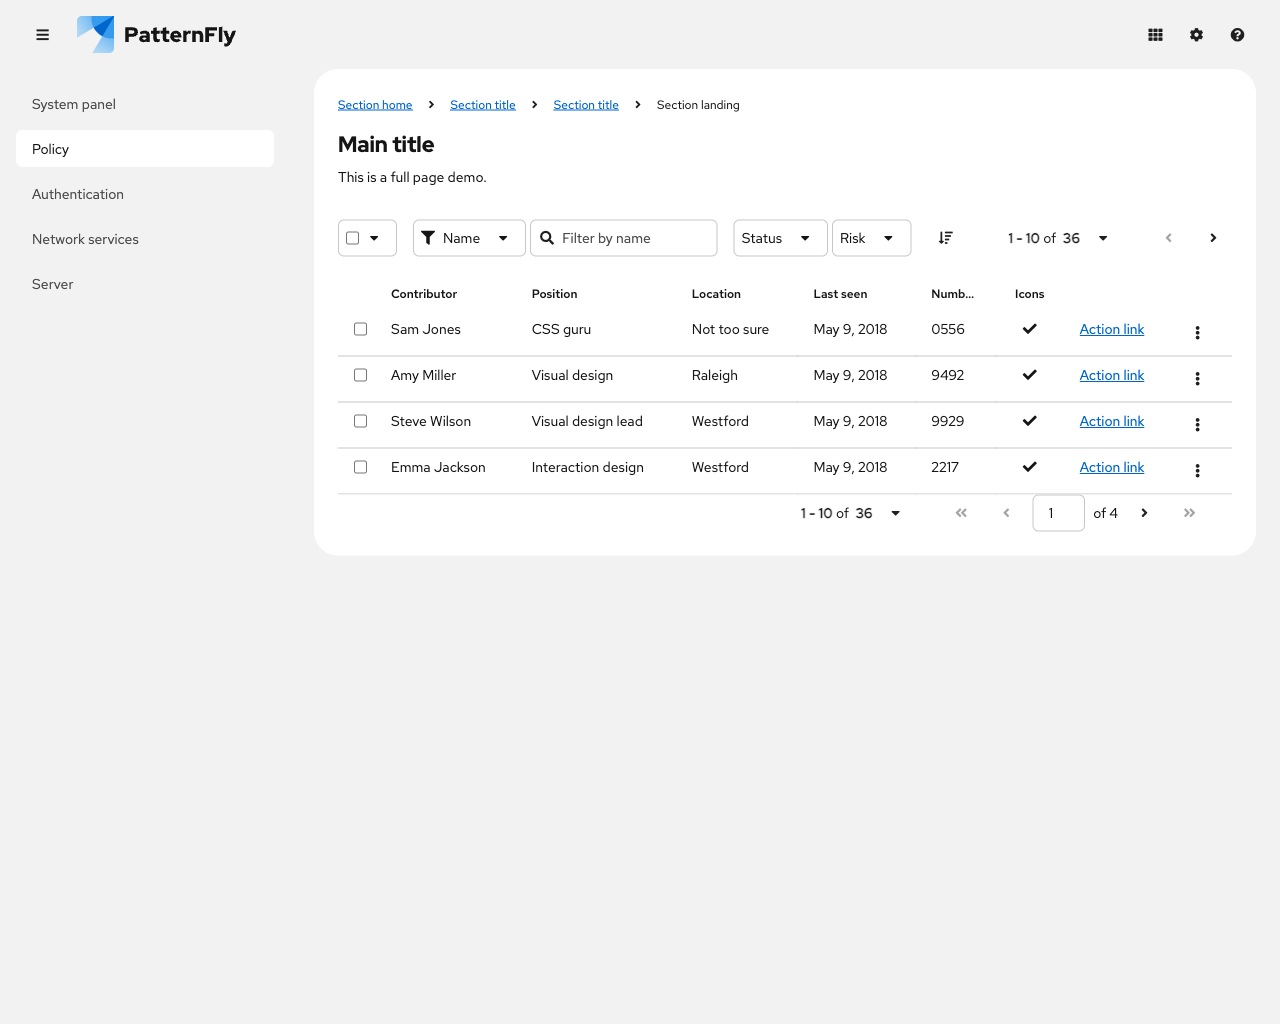 PatternFly
System panel
Policy
Authentication
Network services
Server
Section home Section title Section title Section landing
Main title
This is a full page demo.
Name Filter by name Status Risk 1 - 10 of 36
Contributor Position Location Last seen Numb... Icons
Sam Jones CSS guru Not too sure May 9, 2018 0556 Action link
Amy Miller Visual design Raleigh May 9, 2018 9492 Action link
Steve Wilson Visual design lead Westford May 9, 2018 9929 Action link
Emma Jackson Interaction design Westford May 9, 2018 2217 Action link
1 - 10 of 36 1 of 4